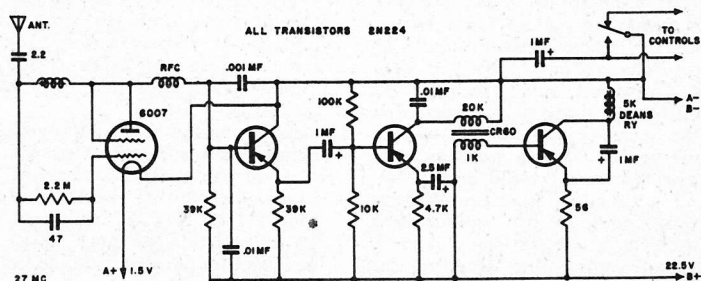 ANT.
ALL TRANSISTORS 2N224
TO
CONTROLS
2.2
RFC
.001MF
1MF
6007
100K
.01MF
20K
5K
DEANS
RY
A-
B-
1MF
CR60
1K
2.5MF
1MF
2.2M
47
39K
39K
10K
4.7K
56
.01MF
27 MC
A+
1.5V
22.5V
B+